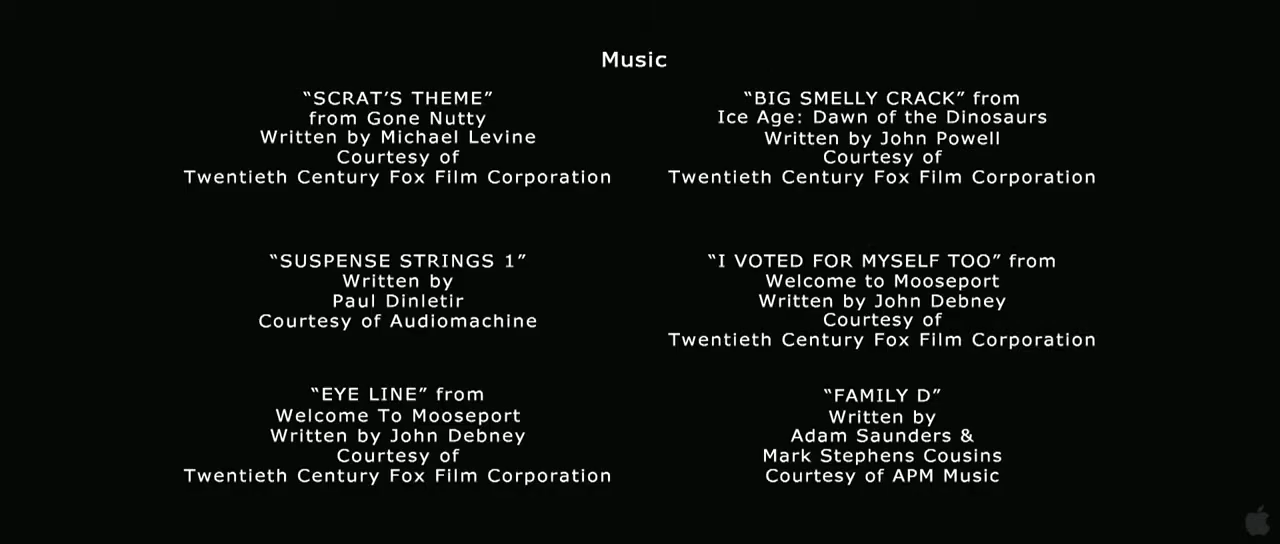 Music
“SCRAT’S THEME”
from Gone Nutty
Written by Michael Levine
Courtesy of
Twentieth Century Fox Film Corporation
“BIG SMELLY CRACK” from
Ice Age: Dawn of the Dinosaurs
Written by John Powell
Courtesy of
Twentieth Century Fox Film Corporation
“SUSPENSE STRINGS 1”
Written by
Paul Dinletir
Courtesy of Audiomachine
“I VOTED FOR MYSELF TOO” from
Welcome to Mooseport
Written by John Debney
Courtesy of
Twentieth Century Fox Film Corporation
“EYE LINE” from
Welcome To Mooseport
Written by John Debney
Courtesy of
Twentieth Century Fox Film Corporation
“FAMILY D”
Written by
Adam Saunders &
Mark Stephens Cousins
Courtesy of APM Music